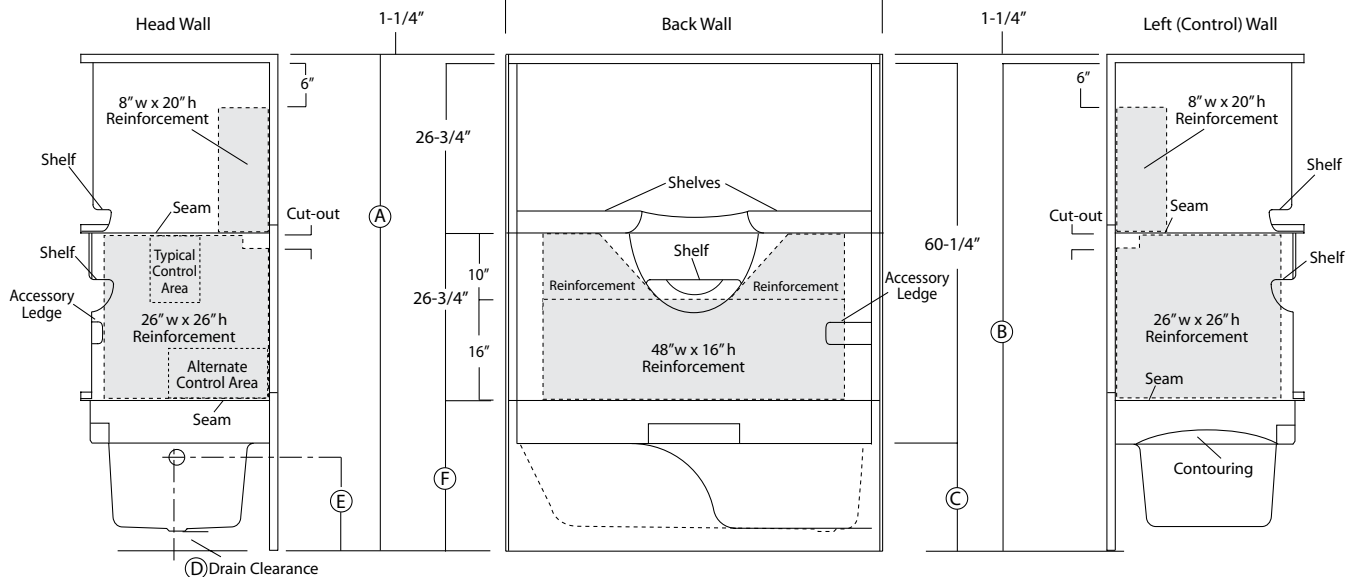 Head Wall
1-1/4”
Back Wall
1-1/4”
Left (Control) Wall
6”
8” w x 20” h
Reinforcement
Shelf
Seam
Cut-out
Shelf
Typical
Control
Area
Accessory
Ledge
26” w x 26” h
Reinforcement
Alternate
Control Area
Seam
D
Drain Clearance
E
A
26-3/4”
26-3/4”
F
10”
16”
Shelves
Shelf
Reinforcement
Reinforcement
48” w x 16” h
Reinforcement
Accessory
Ledge
60-1/4”
C
B
6”
Cut-out
8” w x 20” h
Reinforcement
Shelf
Seam
Shelf
26” w x 26” h
Reinforcement
Seam
Contouring